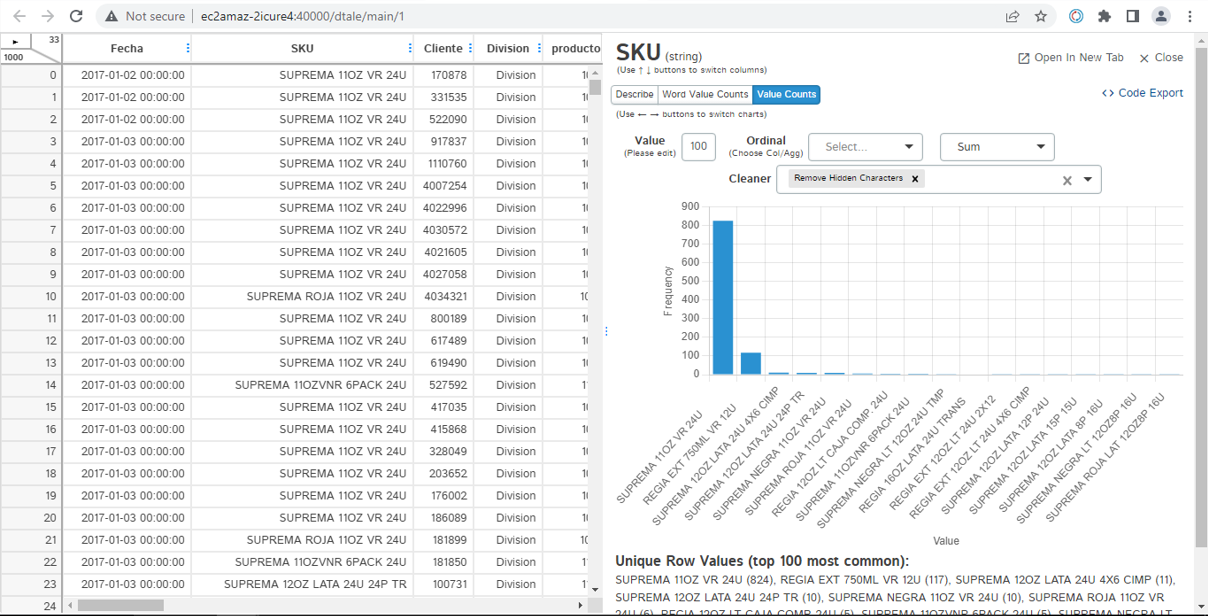 Not secure ec2amaz-2icure4:40000/dtale/main/1
33
1000
Fecha SKU Cliente Division producto
0 2017-01-02 00:00:00 SUPREMA 11OZ VR 24U 170878 Division
1 2017-01-02 00:00:00 SUPREMA 11OZ VR 24U 331535 Division
2 2017-01-02 00:00:00 SUPREMA 11OZ VR 24U 522090 Division
3 2017-01-03 00:00:00 SUPREMA 11OZ VR 24U 917837 Division
4 2017-01-03 00:00:00 SUPREMA 11OZ VR 24U 1110760 Division
5 2017-01-03 00:00:00 SUPREMA 11OZ VR 24U 4007254 Division
6 2017-01-03 00:00:00 SUPREMA 11OZ VR 24U 4022996 Division
7 2017-01-03 00:00:00 SUPREMA 11OZ VR 24U 4030572 Division
8 2017-01-03 00:00:00 SUPREMA 11OZ VR 24U 4021605 Division
9 2017-01-03 00:00:00 SUPREMA 11OZ VR 24U 4027058 Division
10 2017-01-03 00:00:00 SUPREMA ROJA 11OZ VR 24U 4034321 Division
11 2017-01-03 00:00:00 SUPREMA 11OZ VR 24U 800189 Division
12 2017-01-03 00:00:00 SUPREMA 11OZ VR 24U 617489 Division
13 2017-01-03 00:00:00 SUPREMA 11OZ VR 24U 619490 Division
14 2017-01-03 00:00:00 SUPREMA 11OZVNR 6PACK 24U 527592 Division
15 2017-01-03 00:00:00 SUPREMA 11OZ VR 24U 417035 Division
16 2017-01-03 00:00:00 SUPREMA 11OZ VR 24U 415868 Division
17 2017-01-03 00:00:00 SUPREMA 11OZ VR 24U 328049 Division
18 2017-01-03 00:00:00 SUPREMA 11OZ VR 24U 203652 Division
19 2017-01-03 00:00:00 SUPREMA 11OZ VR 24U 176002 Division
20 2017-01-03 00:00:00 SUPREMA 11OZ VR 24U 186089 Division
21 2017-01-03 00:00:00 SUPREMA ROJA 11OZ VR 24U 181899 Division
22 2017-01-03 00:00:00 SUPREMA 11OZVNR 6PACK 24U 181850 Division
23 2017-01-03 00:00:00 SUPREMA 12OZ LATA 24U 24P TR 100731 Division
24
SKU (string)
(Use ↑ ↓ buttons to switch columns)
Open In New Tab Close
Describe Word Value Counts Value Counts
Code Export
(Use ← → buttons to switch charts)
Value 100 Ordinal Select... Sum
(Please edit) (Choose Col/Agg)
Cleaner Remove Hidden Characters
900
800
700
600
500
400
300
200
100
0
Frequency
SUPREMA 11OZ VR 24U
REGIA EXT 750ML VR 12U
SUPREMA 12OZ LATA 24U 4X6 CIMP
SUPREMA 12OZ LATA 24U 24P TR
SUPREMA NEGRA 11OZ VR 24U
SUPREMA ROJA 11OZ VR 24U
REGIA 12OZ LT CAJA COMP. 24U
SUPREMA 11OZVNR 6PACK 24U
SUPREMA NEGRA LT 12OZ 24U TMP
REGIA 16OZ LATA 24U TRANS
REGIA EXT 12OZ LT 24U 2X12
REGIA EXT 12OZ LT 24U 4X6 CIMP
SUPREMA 12OZ LATA 12P 24U
SUPREMA 12OZ LATA 15P 15U
SUPREMA 12OZ LATA 8P 16U
SUPREMA NEGRA LT 12OZ8P 16U
SUPREMA ROJA LAT 12OZ8P 16U
Value
Unique Row Values (top 100 most common):
SUPREMA 11OZ VR 24U (824), REGIA EXT 750ML VR 12U (117), SUPREMA 12OZ LATA 24U 4X6 CIMP (11),
SUPREMA 12OZ LATA 24U 24P TR (10), SUPREMA NEGRA 11OZ VR 24U (10), SUPREMA ROJA 11OZ VR
24U (6), REGIA 12OZ LT CAJA COMP. 24U (5), SUPREMA 11OZVNR 6PACK 24U (5), SUPREMA NEGRA LT